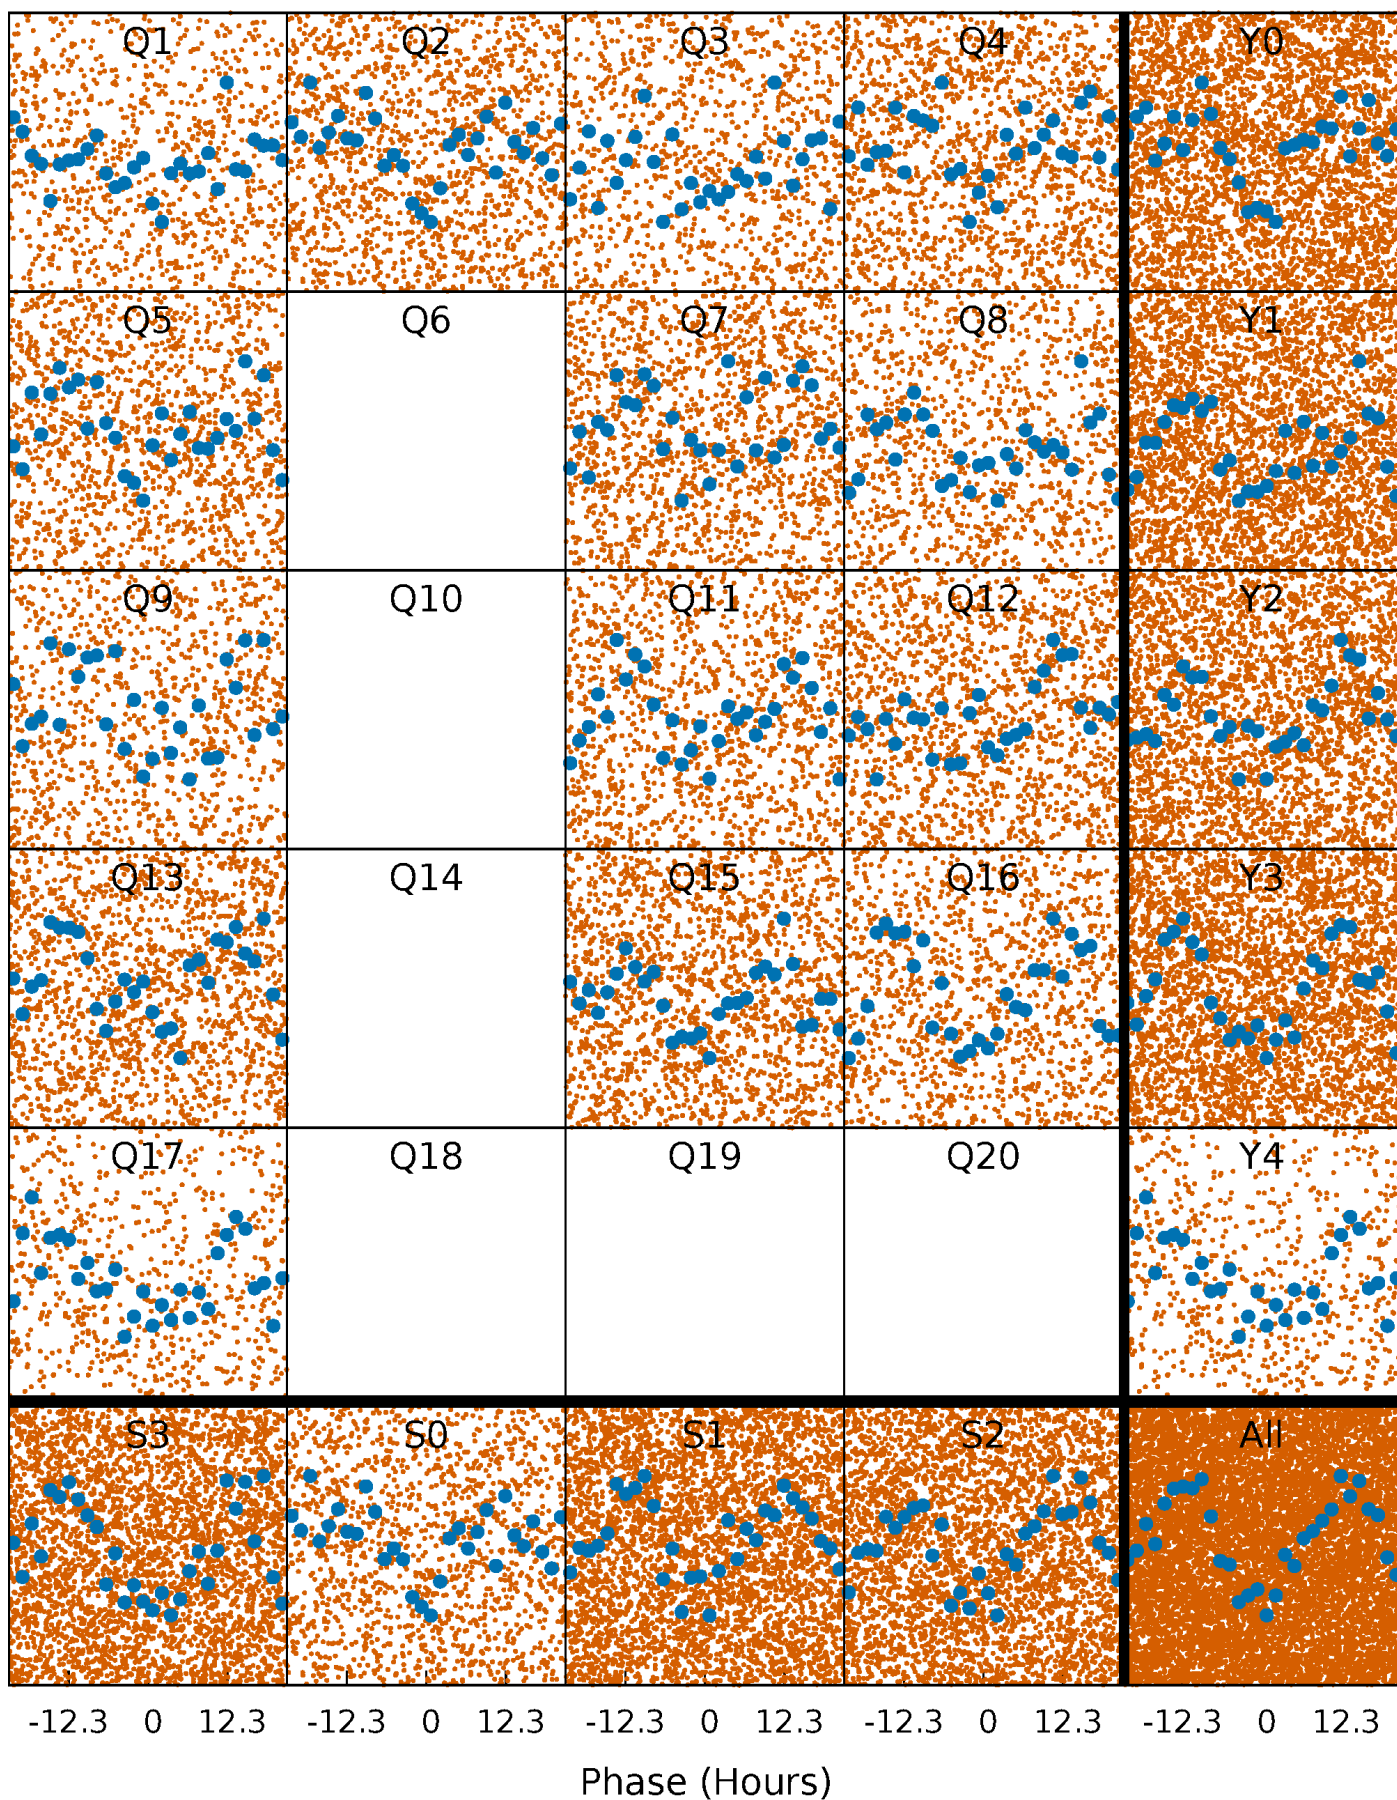 Q1 Q2 Q3 Q4 Y0
Q5 Q6 Q7 Q8 Y1
Q9 Q10 Q11 Q12 Y2
Q13 Q14 Q15 Q16 Y3
Q17 Q18 Q19 Q20 Y4
S3 S0 S1 S2 All
-12.3 0 12.3 -12.3 0 12.3 -12.3 0 12.3 -12.3 0 12.3 -12.3 0 12.3
Phase (Hours)